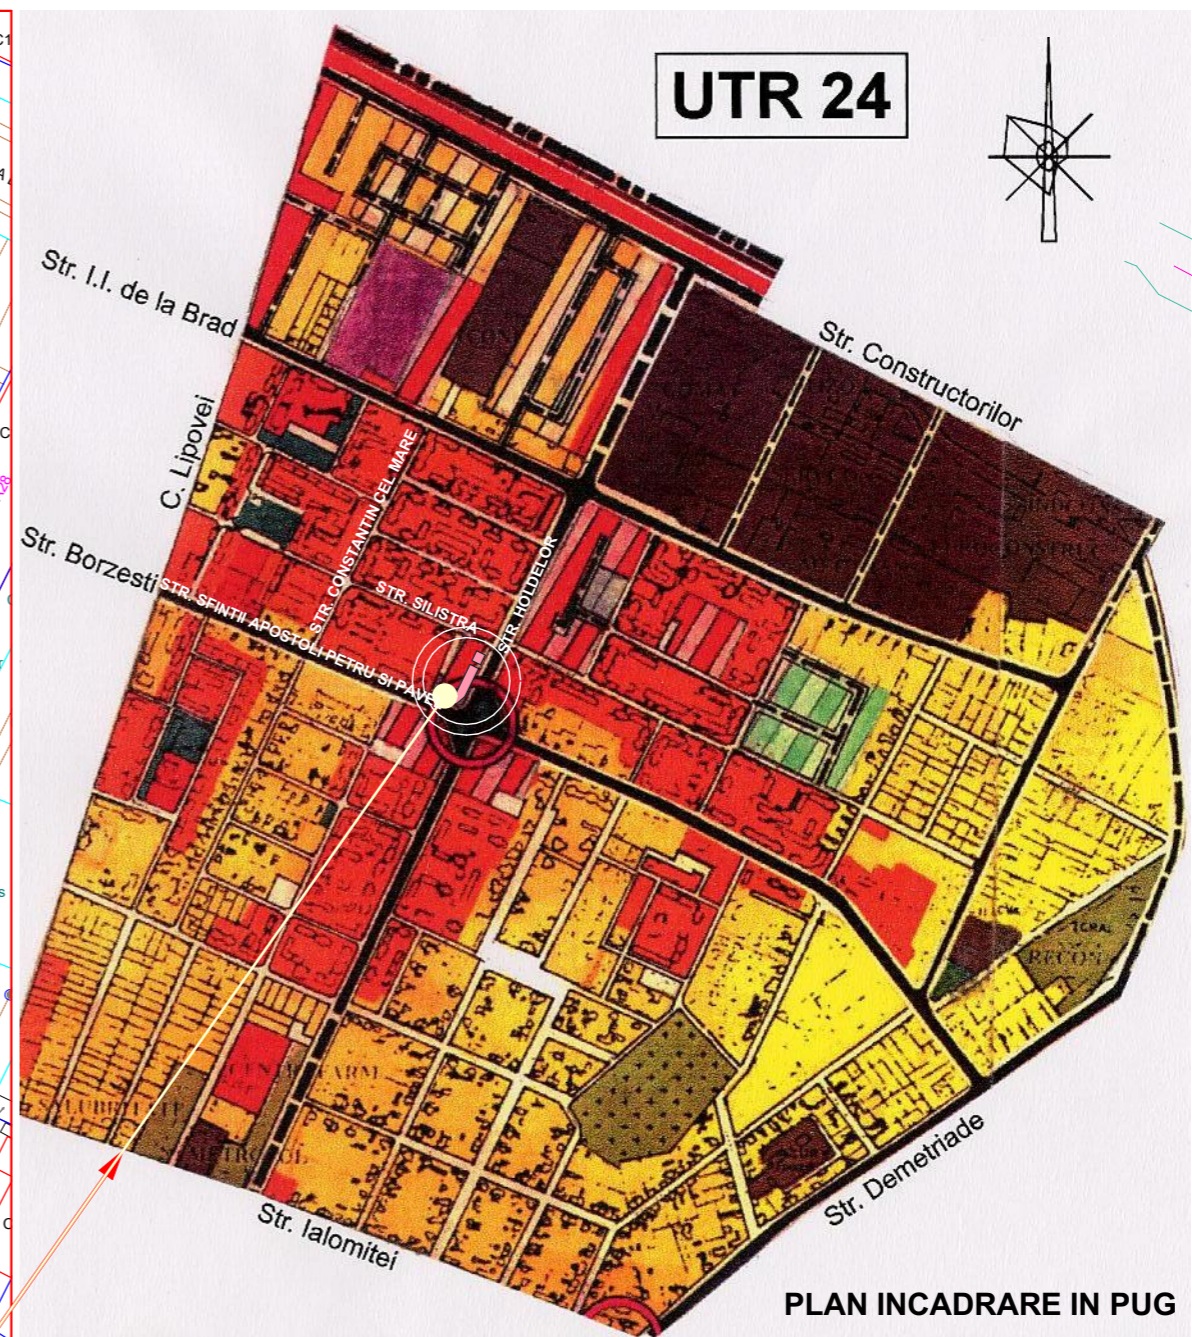 UTR 24
Str. I.I. de la Brad
Str. Constructorilor
C. Lipovei
STR. CONSTANTIN CEL MARE
Str. Borzesti
STR. HOLDELOR
STR. SILISTRA
STR. SFINTII APOSTOLI PETRU SI PAVEL
RECON
Str. Demetriade
Str. Ialomitei
PLAN INCADRARE IN PUG